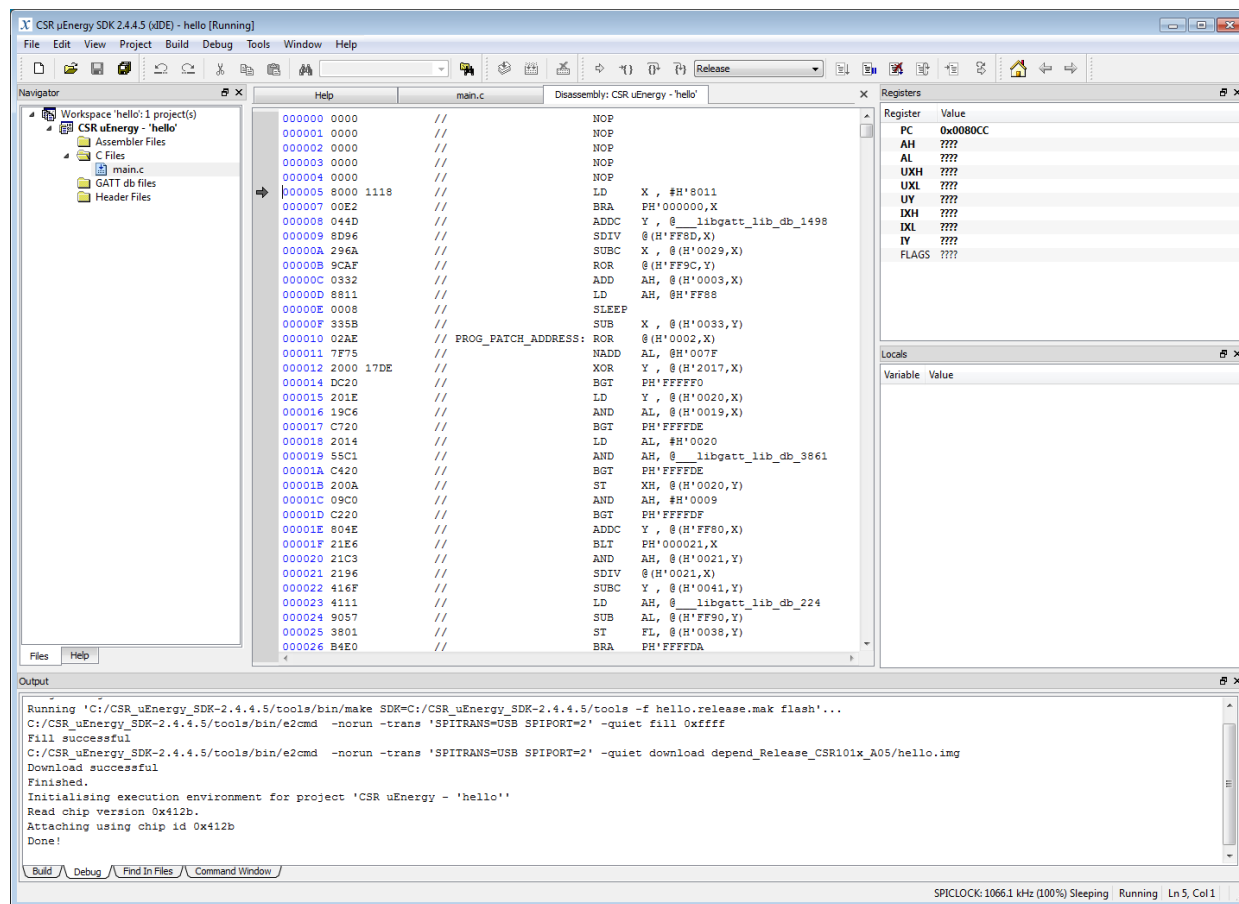 CSR µEnergy SDK 2.4.4.5 (xIDE) - hello [Running]
File Edit View Project Build Debug Tools Window Help
Release
Navigator
Workspace 'hello': 1 project(s)
CSR uEnergy - 'hello'
Assembler Files
C Files
main.c
GATT db files
Header Files
Files Help
Help main.c Disassembly: CSR uEnergy - 'hello'
000000 0000 // NOP
000001 0000 // NOP
000002 0000 // NOP
000003 0000 // NOP
000004 0000 // NOP
000005 8000 1118 // LD X , #H'8011
000007 00E2 // BRA PH'000000,X
000008 044D // ADDC Y , @___libgatt_lib_db_1498
000009 8D96 // SDIV @(H'FF8D,X)
00000A 296A // SUBC X , @(H'0029,X)
00000B 9CAF // ROR @(H'FF9C,Y)
00000C 0332 // ADD AH, @(H'0003,X)
00000D 8811 // LD AH, @H'FF88
00000E 0008 // SLEEP
00000F 335B // SUB X , @(H'0033,Y)
000010 02AE // PROG_PATCH_ADDRESS: ROR @(H'0002,X)
000011 7F75 // NADD AL, @H'007F
000012 2000 17DE // XOR Y , @(H'2017,X)
000014 DC20 // BGT PH'FFFFF0
000015 201E // LD Y , @(H'0020,X)
000016 19C6 // AND AL, @(H'0019,X)
000017 C720 // BGT PH'FFFFDE
000018 2014 // LD AL, #H'0020
000019 55C1 // AND AH, @___libgatt_lib_db_3861
00001A C420 // BGT PH'FFFFDE
00001B 200A // ST XH, @(H'0020,Y)
00001C 09C0 // AND AH, #H'0009
00001D C220 // BGT PH'FFFFDF
00001E 804E // ADDC Y , @(H'FF80,X)
00001F 21E6 // BLT PH'000021,X
000020 21C3 // AND AH, @(H'0021,Y)
000021 2196 // SDIV @(H'0021,X)
000022 416F // SUBC Y , @(H'0041,Y)
000023 4111 // LD AH, @___libgatt_lib_db_224
000024 9057 // SUB AL, @(H'FF90,Y)
000025 3801 // ST FL, @(H'0038,Y)
000026 B4E0 // BRA PH'FFFFDA
Registers
Register Value
PC 0x0080CC
AH ????
AL ????
UXH ????
UXL ????
UY ????
IXH ????
IXL ????
IY ????
FLAGS ????
Locals
Variable Value
Output
Running 'C:/CSR_uEnergy_SDK-2.4.4.5/tools/bin/make SDK=C:/CSR_uEnergy_SDK-2.4.4.5/tools -f hello.release.mak flash'...
C:/CSR_uEnergy_SDK-2.4.4.5/tools/bin/e2cmd -norun -trans 'SPITRANS=USB SPIPORT=2' -quiet fill 0xffff
Fill successful
C:/CSR_uEnergy_SDK-2.4.4.5/tools/bin/e2cmd -norun -trans 'SPITRANS=USB SPIPORT=2' -quiet download depend_Release_CSR101x_A05/hello.img
Download successful
Finished.
Initialising execution environment for project 'CSR uEnergy - 'hello''
Read chip version 0x412b.
Attaching using chip id 0x412b
Done!
Build Debug Find In Files Command Window
SPICLOCK: 1066.1 kHz (100%) Sleeping Running Ln 5, Col 1